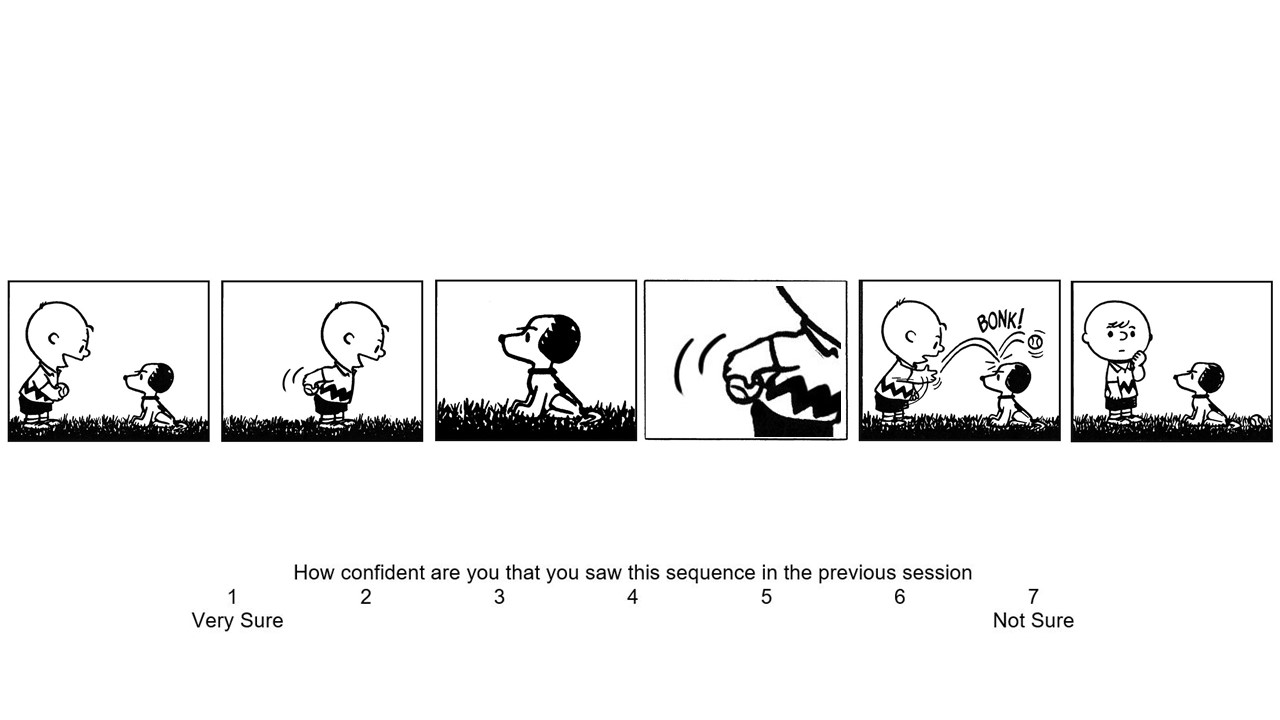 BONK!
How confident are you that you saw this sequence in the previous session
1 2 3 4 5 6 7
Very Sure Not Sure